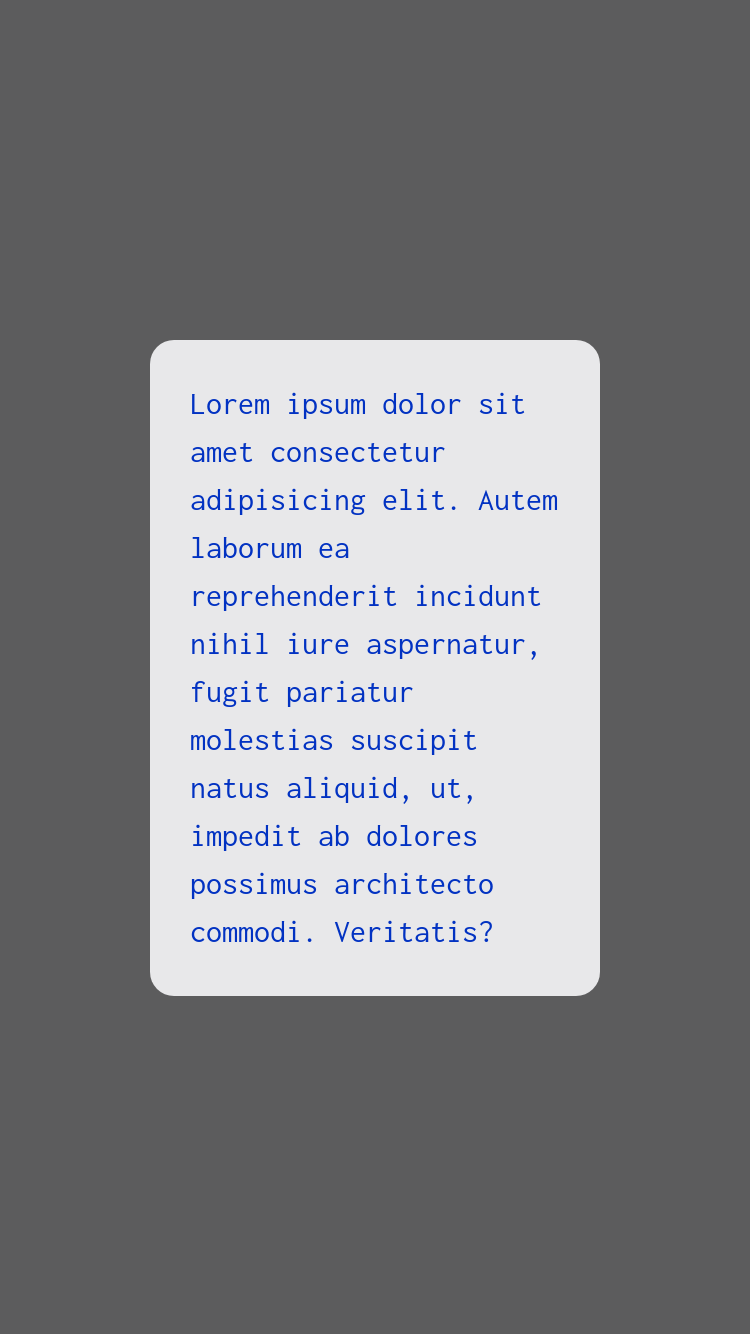 Lorem ipsum dolor sit
amet consectetur
adipisicing elit. Autem
laborum ea
reprehenderit incidunt
nihil iure aspernatur,
fugit pariatur
molestias suscipit
natus aliquid, ut,
impedit ab dolores
possimus architecto
commodi. Veritatis?